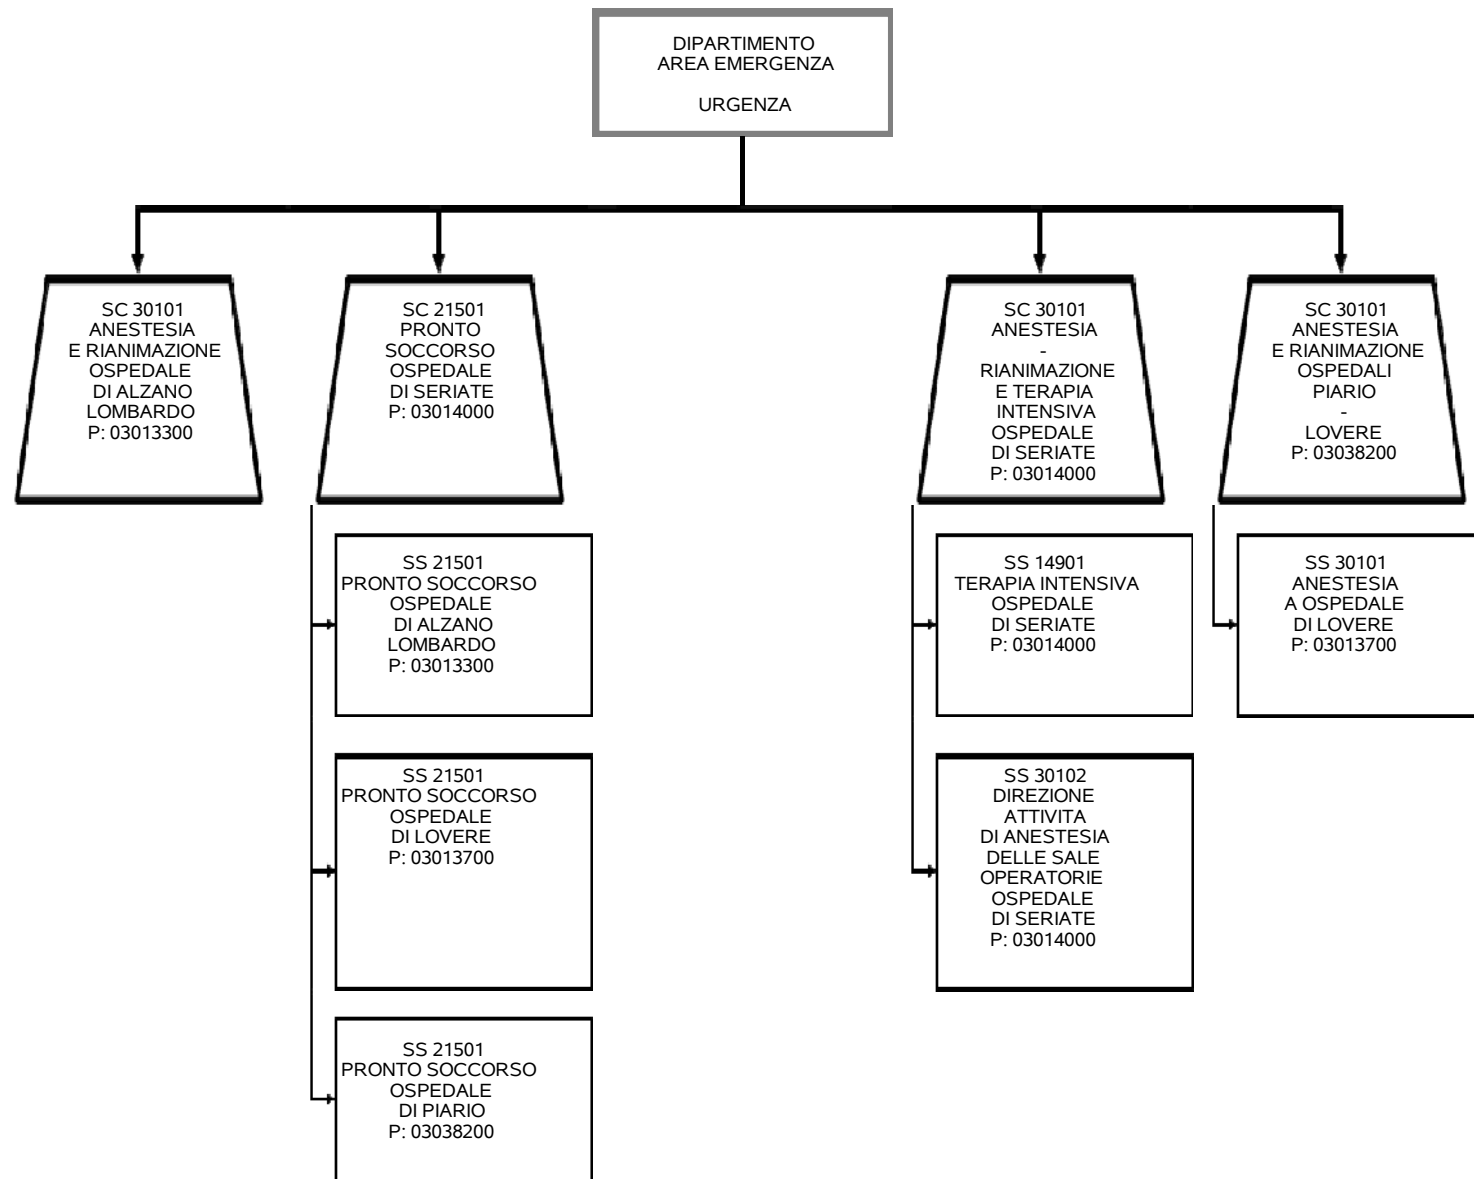 DIPARTIMENTO
AREA EMERGENZA
URGENZA
SC 30101
ANESTESIA
E RIANIMAZIONE
OSPEDALE
DI ALZANO
LOMBARDO
P: 03013300
SC 21501
PRONTO
SOCCORSO
OSPEDALE
DI SERIATE
P: 03014000
SC 30101
ANESTESIA
-
RIANIMAZIONE
E TERAPIA
INTENSIVA
OSPEDALE
DI SERIATE
P: 03014000
SC 30101
ANESTESIA
E RIANIMAZIONE
OSPEDALI
PIARIO
-
LOVERE
P: 03038200
SS 21501
PRONTO SOCCORSO
OSPEDALE
DI ALZANO
LOMBARDO
P: 03013300
SS 14901
TERAPIA INTENSIVA
OSPEDALE
DI SERIATE
P: 03014000
SS 30101
ANESTESIA
A OSPEDALE
DI LOVERE
P: 03013700
SS 21501
PRONTO SOCCORSO
OSPEDALE
DI LOVERE
P: 03013700
SS 30102
DIREZIONE
ATTIVITA
DI ANESTESIA
DELLE SALE
OPERATORIE
OSPEDALE
DI SERIATE
P: 03014000
SS 21501
PRONTO SOCCORSO
OSPEDALE
DI PIARIO
P: 03038200